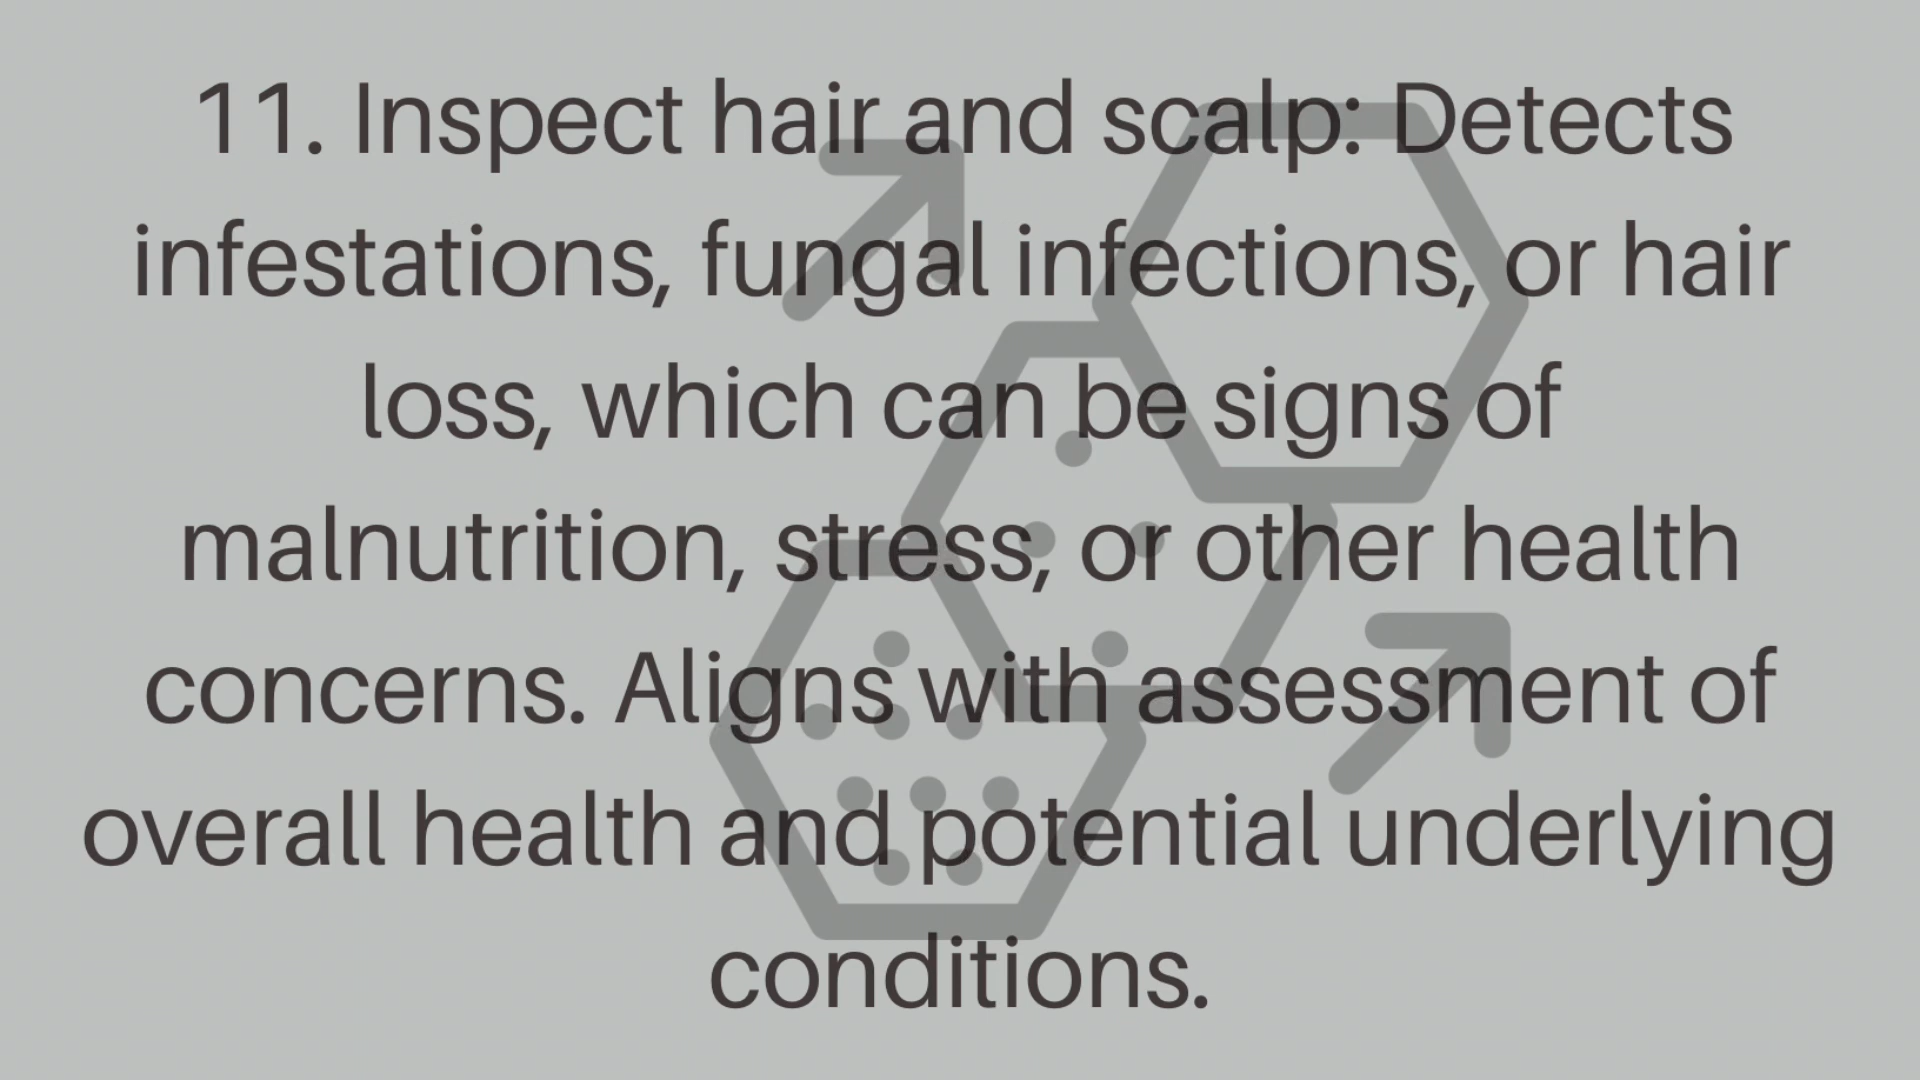 11. Inspect hair and scalp: Detects
infestations, fungal infections, or hair
loss, which can be signs of
malnutrition, stress, or other health
concerns. Aligns with assessment of
overall health and potential underlying
conditions.